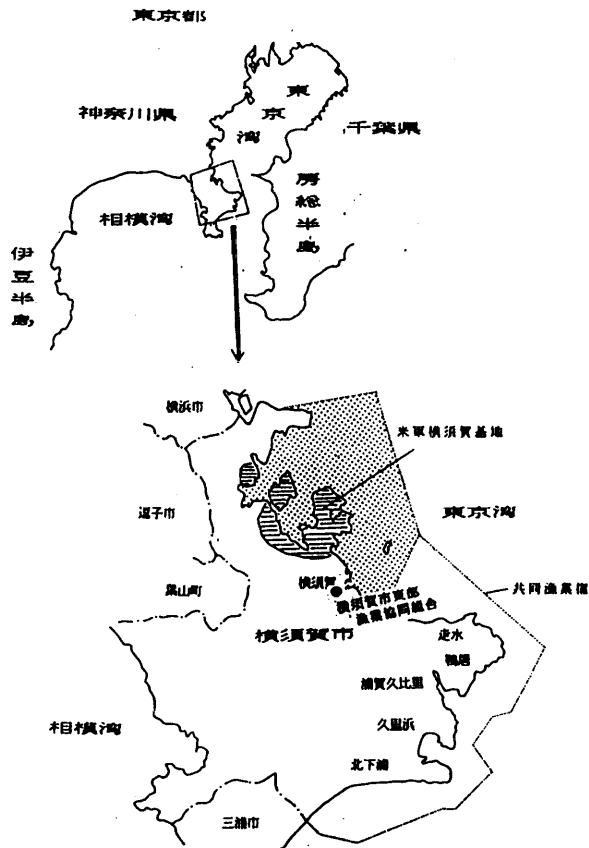 東京都
神奈川県
東京湾
千葉県
相模湾
房総半島
伊豆半島
横浜市
米軍横須賀基地
逗子市
東京湾
葉山町
横須賀
横須賀市東部
漁業協同組合
共同漁業権
横須賀市
走水
鴨居
浦賀久比里
相模湾
久里浜
北下浦
三浦市